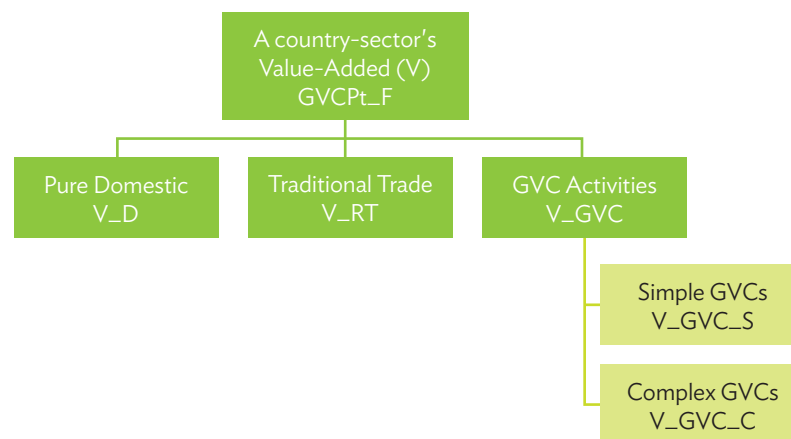 A country-sector's
Value-Added (V)
GVCPt_F
Pure Domestic
V_D
Traditional Trade
V_RT
GVC Activities
V_GVC
Simple GVCs
V_GVC_S
Complex GVCs
V_GVC_C